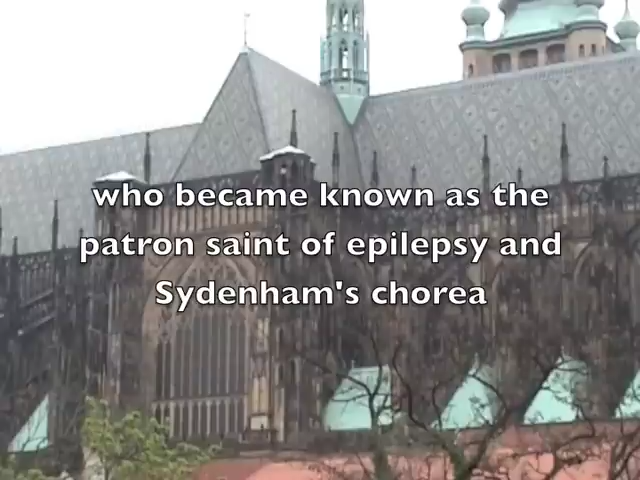 who became known as the
patron saint of epilepsy and
Sydenham's chorea